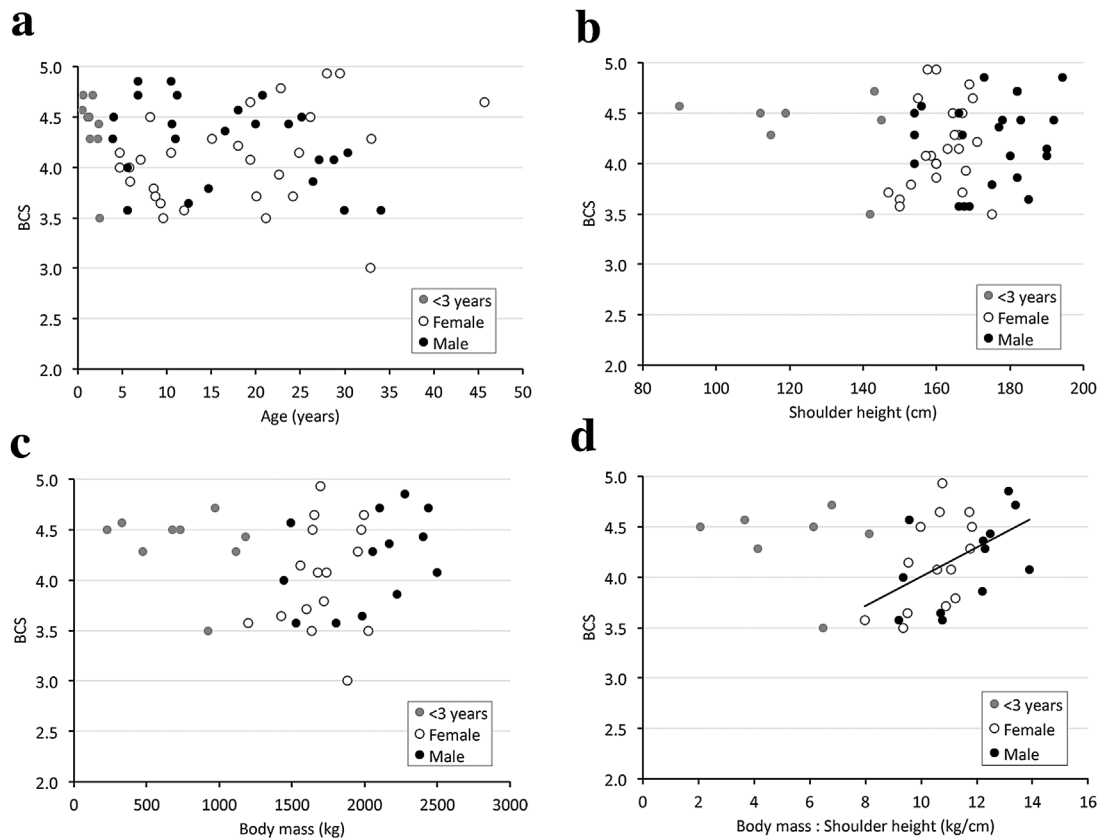 a
5.0
4.5
4.0
3.5
3.0
2.5
2.0
BCS
<3 years
Female
Male
0 5 10 15 20 25 30 35 40 45 50
Age (years)
b
5.0
4.5
4.0
3.5
3.0
2.5
2.0
BCS
<3 years
Female
Male
80 100 120 140 160 180 200
Shoulder height (cm)
c
5.0
4.5
4.0
3.5
3.0
2.5
2.0
BCS
<3 years
Female
Male
0 500 1000 1500 2000 2500 3000
Body mass (kg)
d
5.0
4.5
4.0
3.5
3.0
2.5
2.0
BCS
<3 years
Female
Male
0 2 4 6 8 10 12 14 16
Body mass : Shoulder height (kg/cm)